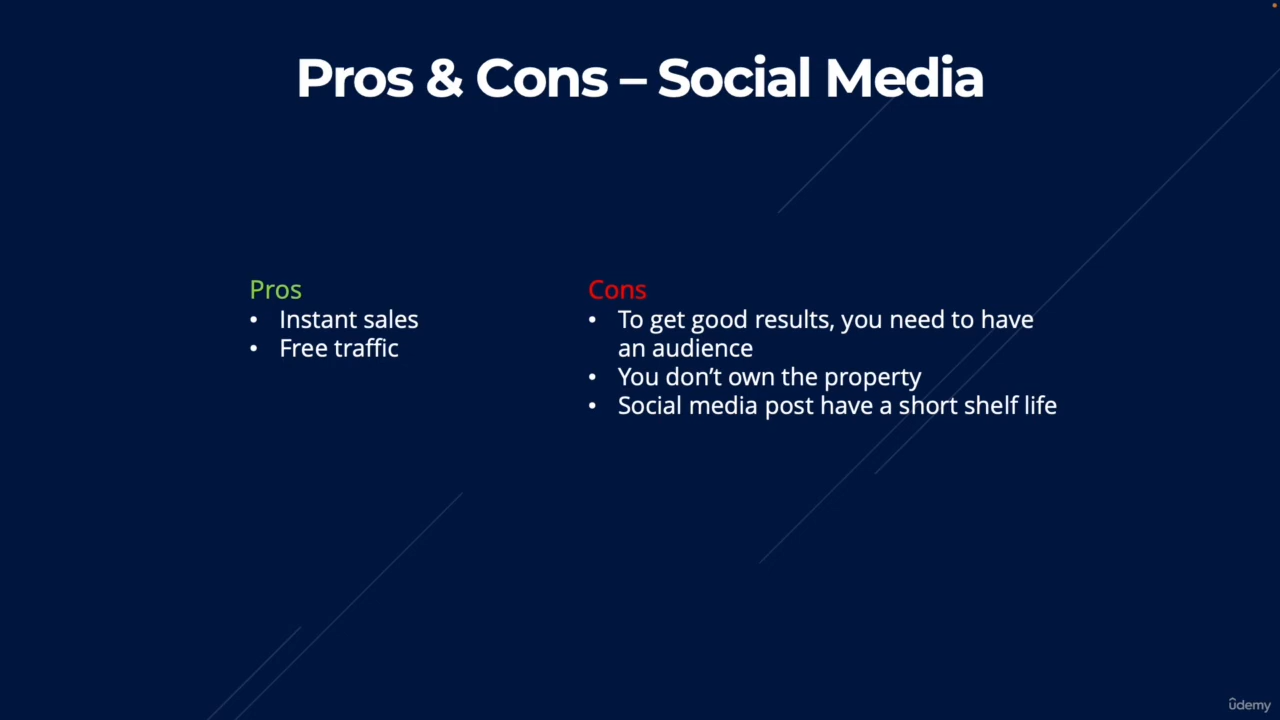 Pros & Cons – Social Media
Pros
• Instant sales
• Free traffic
Cons
• To get good results, you need to have
an audience
• You don’t own the property
• Social media post have a short shelf life
ûdemy